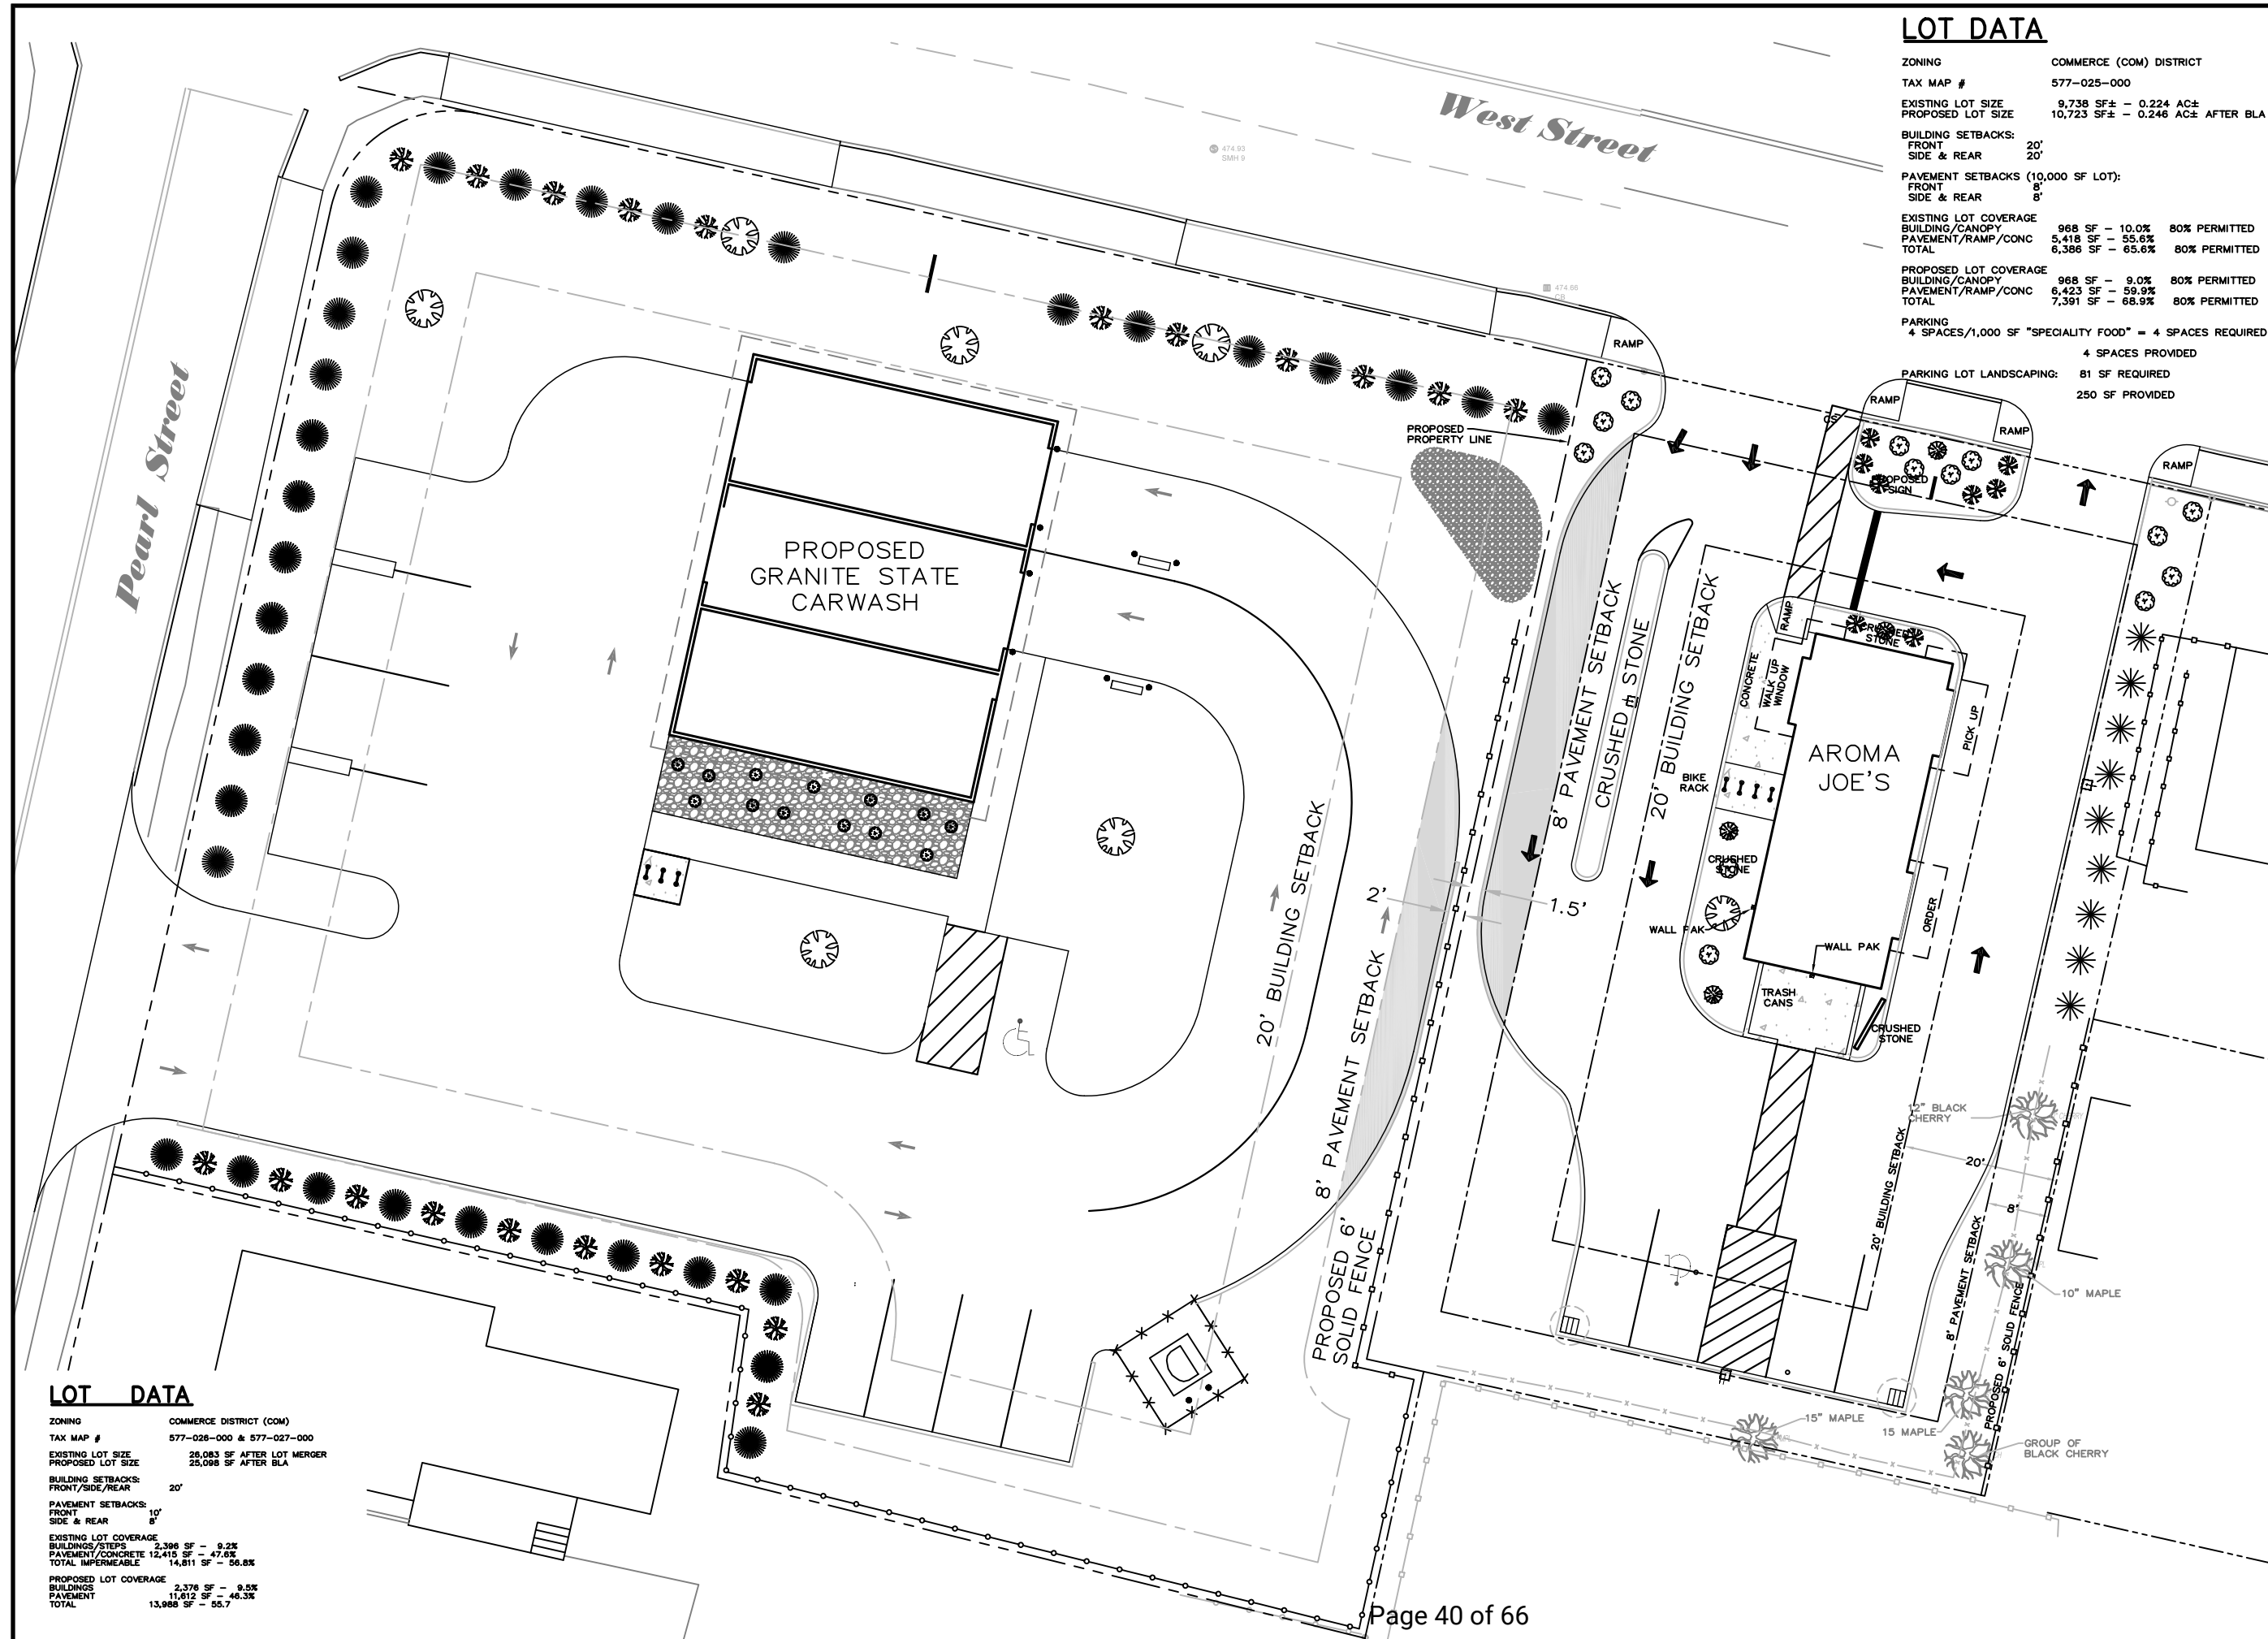 LOT DATA
ZONING COMMERCE (COM) DISTRICT
TAX MAP # 577-025-000
EXISTING LOT SIZE 9,738 SF± - 0.224 AC±
PROPOSED LOT SIZE 10,723 SF± - 0.246 AC± AFTER BLA
BUILDING SETBACKS:
FRONT 20'
SIDE & REAR 20'
PAVEMENT SETBACKS (10,000 SF LOT):
FRONT 8'
SIDE & REAR 8'
EXISTING LOT COVERAGE
BUILDING/CANOPY 968 SF - 10.0% 80% PERMITTED
PAVEMENT/RAMP/CONC 5,418 SF - 55.6%
TOTAL 6,386 SF - 65.6% 80% PERMITTED
PROPOSED LOT COVERAGE
BUILDING/CANOPY 968 SF - 9.0% 80% PERMITTED
PAVEMENT/RAMP/CONC 6,423 SF - 59.9%
TOTAL 7,391 SF - 68.9% 80% PERMITTED
PARKING
4 SPACES/1,000 SF "SPECIALITY FOOD" = 4 SPACES REQUIRED
4 SPACES PROVIDED
PARKING LOT LANDSCAPING: 81 SF REQUIRED
250 SF PROVIDED
West Street
474.93
SMH 9
474.66
CB
Pearl Street
RAMP
RAMP
RAMP
RAMP
PROPOSED
PROPERTY LINE
PROPOSED
SIGN
PROPOSED
GRANITE STATE
CARWASH
8' PAVEMENT SETBACK
CRUSHED STONE
20' BUILDING SETBACK
RAMP
CRUSHED
STONE
CONCRETE
WALK UP
WINDOW
PICK UP
AROMA
JOE'S
BIKE
RACK
CRUSHED
STONE
ORDER
WALL PAK
WALL PAK
TRASH
CANS
CRUSHED
STONE
2'
1.5'
20' BUILDING SETBACK
8' PAVEMENT SETBACK
PROPOSED 6'
SOLID FENCE
12" BLACK
CHERRY
20'
8'
20' BUILDING SETBACK
8' PAVEMENT SETBACK
PROPOSED 6' SOLID FENCE
10" MAPLE
15" MAPLE
15 MAPLE
GROUP OF
BLACK CHERRY
LOT DATA
ZONING COMMERCE DISTRICT (COM)
TAX MAP # 577-026-000 & 577-027-000
EXISTING LOT SIZE 26,083 SF AFTER LOT MERGER
PROPOSED LOT SIZE 25,098 SF AFTER BLA
BUILDING SETBACKS:
FRONT/SIDE/REAR 20'
PAVEMENT SETBACKS:
FRONT 10'
SIDE & REAR 8'
EXISTING LOT COVERAGE
BUILDINGS/STEPS 2,396 SF - 9.2%
PAVEMENT/CONCRETE 12,415 SF - 47.6%
TOTAL IMPERMEABLE 14,811 SF - 56.8%
PROPOSED LOT COVERAGE
BUILDINGS 2,376 SF - 9.5%
PAVEMENT 11,612 SF - 46.3%
TOTAL 13,988 SF - 55.7
Page 40 of 66